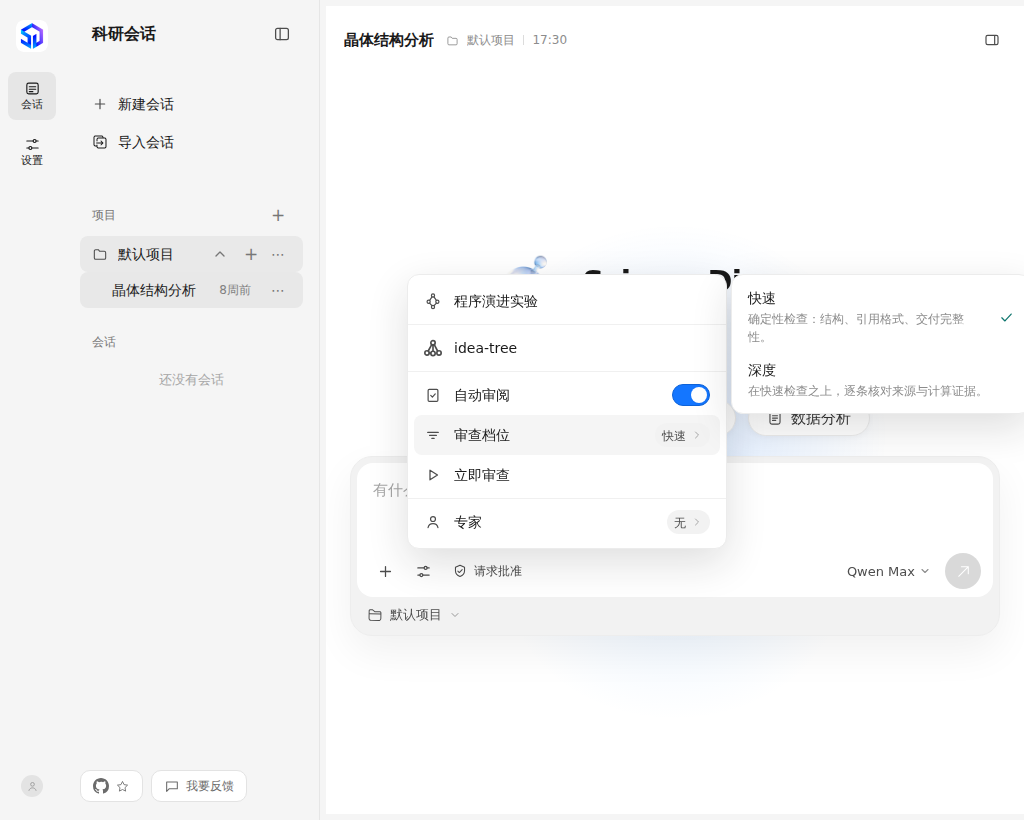 科研会话
会话
设置
新建会话
导入会话
项目
默认项目
晶体结构分析 8周前
会话
还没有会话
我要反馈
晶体结构分析 默认项目 17:30
程序演进实验
idea-tree
自动审阅
审查档位 快速
立即审查
专家 无
快速
确定性检查：结构、引用格式、交付完整
性。
深度
在快速检查之上，逐条核对来源与计算证据。
数据分析
请求批准
Qwen Max
默认项目